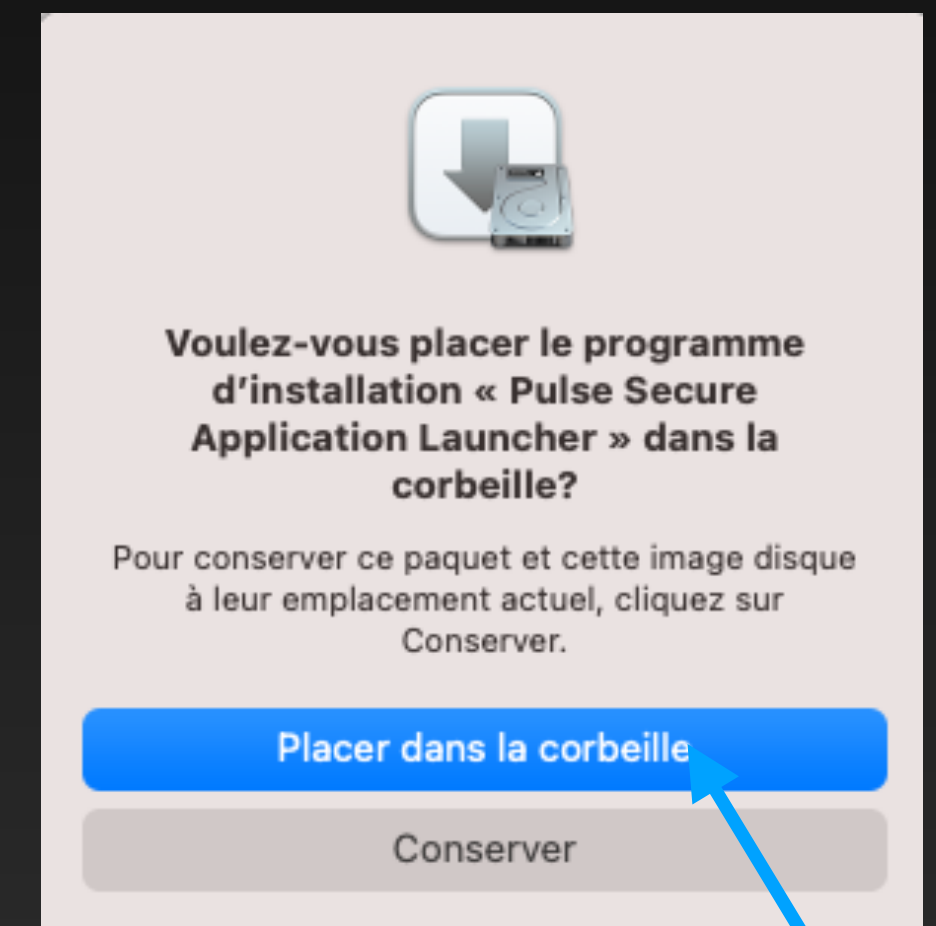 Voulez-vous placer le programme
d’installation « Pulse Secure
Application Launcher » dans la
corbeille?
Pour conserver ce paquet et cette image disque
à leur emplacement actuel, cliquez sur
Conserver.
Placer dans la corbeille
Conserver